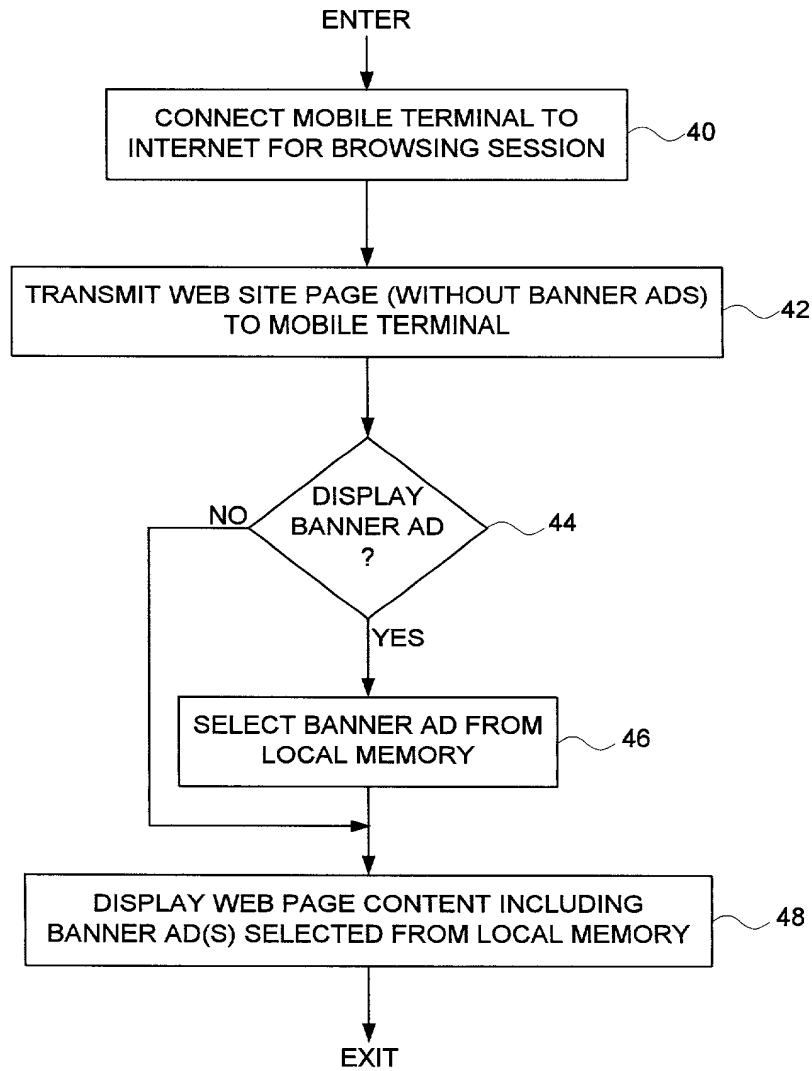 ENTER
CONNECT MOBILE TERMINAL TO
INTERNET FOR BROWSING SESSION
40
TRANSMIT WEB SITE PAGE (WITHOUT BANNER ADS)
TO MOBILE TERMINAL
42
DISPLAY
BANNER AD
?
44
NO
YES
SELECT BANNER AD FROM
LOCAL MEMORY
46
DISPLAY WEB PAGE CONTENT INCLUDING
BANNER AD(S) SELECTED FROM LOCAL MEMORY
48
EXIT